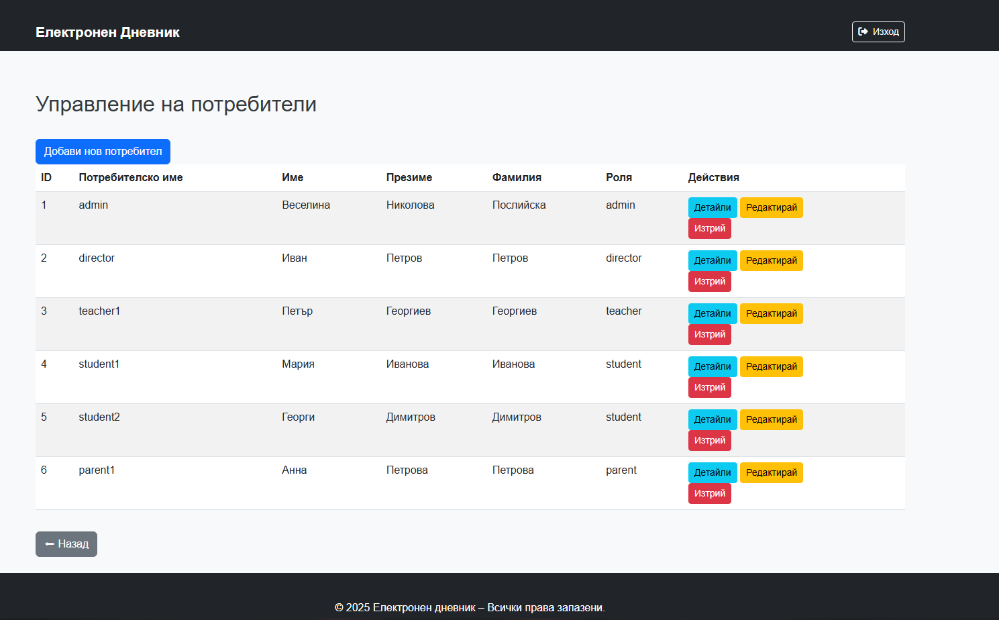 Електронен Дневник
Изход
Управление на потребители
Добави нов потребител
ID Потребителско име Име Презиме Фамилия Роля Действия
1 admin Веселина Николова Послийска admin Детайли Редактирай
Изтрий
2 director Иван Петров Петров director Детайли Редактирай
Изтрий
3 teacher1 Петър Георгиев Георгиев teacher Детайли Редактирай
Изтрий
4 student1 Мария Иванова Иванова student Детайли Редактирай
Изтрий
5 student2 Георги Димитров Димитров student Детайли Редактирай
Изтрий
6 parent1 Анна Петрова Петрова parent Детайли Редактирай
Изтрий
← Назад
© 2025 Електронен дневник – Всички права запазени.